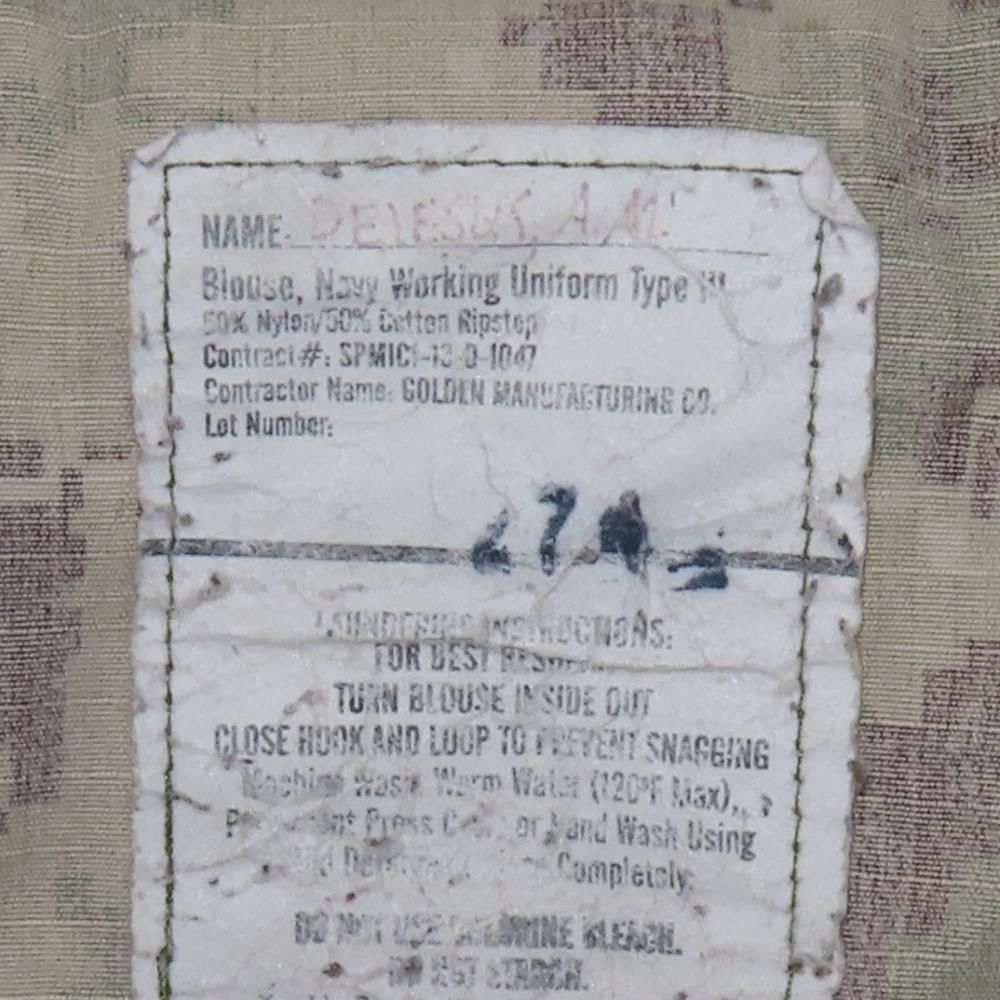 NAME: DEJESUS, A.
Blouse, Navy Working Uniform Type III
50% Nylon/50% Cotton Ripstop
Contract#: SPM1C1-13-D-1047
Contractor Name: GOLDEN MANUFACTURING CO.
Lot Number:
LAUNDERING INSTRUCTIONS:
FOR BEST RESULTS
TURN BLOUSE INSIDE OUT
CLOSE HOOK AND LOOP TO PREVENT SNAGGING
Machine Wash Warm Water (120°F Max).,
Permanent Press Cycle or Hand Wash Using
Mild Detergent Completely.
DO NOT USE CHLORINE BLEACH.
DO NOT STARCH.